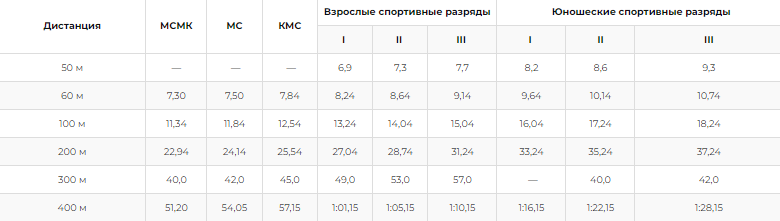 Дистанция МСМК МС КМС Взрослые спортивные разряды Юношеские спортивные разряды
I II III I II III
50 м — — — 6,9 7,3 7,7 8,2 8,6 9,3
60 м 7,30 7,50 7,84 8,24 8,64 9,14 9,64 10,14 10,74
100 м 11,34 11,84 12,54 13,24 14,04 15,04 16,04 17,24 18,24
200 м 22,94 24,14 25,54 27,04 28,74 31,24 33,24 35,24 37,24
300 м 40,0 42,0 45,0 49,0 53,0 57,0 — 40,0 42,0
400 м 51,20 54,05 57,15 1:01,15 1:05,15 1:10,15 1:16,15 1:22,15 1:28,15